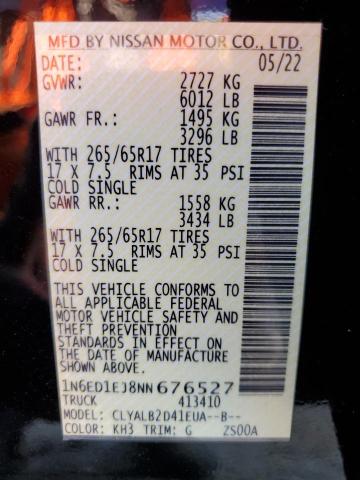 MFD BY NISSAN MOTOR CO., LTD.
DATE: 05/22
GVWR: 2727 KG
6012 LB
GAWR FR.: 1495 KG
3296 LB
WITH 265/65R17 TIRES
17 X 7.5 RIMS AT 35 PSI
COLD SINGLE
GAWR RR.: 1558 KG
3434 LB
WITH 265/65R17 TIRES
17 X 7.5 RIMS AT 35 PSI
COLD SINGLE
THIS VEHICLE CONFORMS TO
ALL APPLICABLE FEDERAL
MOTOR VEHICLE SAFETY AND
THEFT PREVENTION
STANDARDS IN EFFECT ON
THE DATE OF MANUFACTURE
SHOWN ABOVE.
1N6ED1EJ8NN676527
TRUCK 413410
MODEL: CLYALB2D41EUA--B--
COLOR: KH3 TRIM: G ZS00A